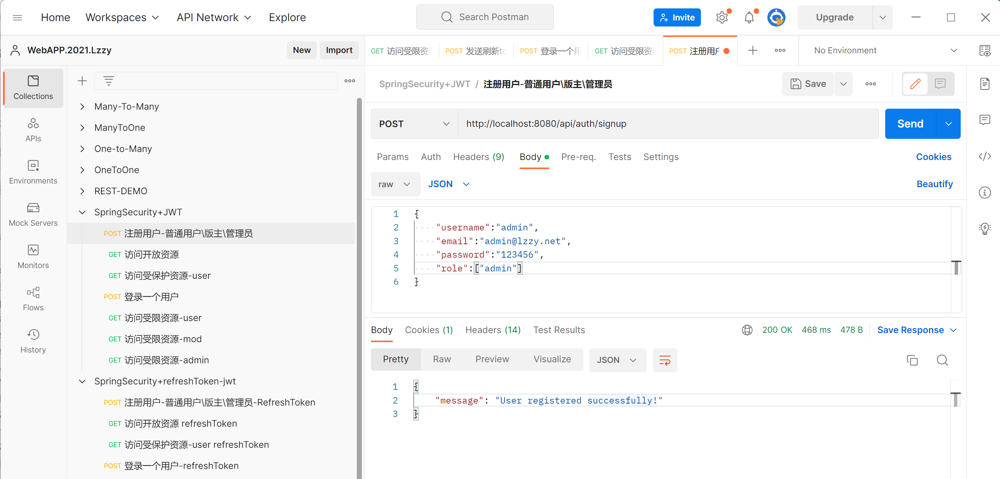 Home Workspaces API Network Explore Search Postman Invite Upgrade
WebAPP.2021.Lzzy New Import
GET 访问受限资 POST 发送刷新to POST 登录一个用 GET 访问受限资 POST 注册用户 No Environment
Collections
APIs
Environments
Mock Servers
Monitors
Flows
History
Many-To-Many
ManyToOne
One-to-Many
OneToOne
REST-DEMO
SpringSecurity+JWT
POST 注册用户-普通用户\版主\管理员
GET 访问开放资源
GET 访问受保护资源-user
POST 登录一个用户
GET 访问受限资源-user
GET 访问受限资源-mod
GET 访问受限资源-admin
SpringSecurity+refreshToken-jwt
POST 注册用户-普通用户\版主\管理员-RefreshToken
GET 访问开放资源 refreshToken
GET 访问受保护资源-user refreshToken
POST 登录一个用户-refreshToken
SpringSecurity+JWT / 注册用户-普通用户\版主\管理员 Save
POST http://localhost:8080/api/auth/signup Send
Params Auth Headers (9) Body Pre-req. Tests Settings Cookies
raw JSON Beautify
1 {
2 "username":"admin",
3 "email":"admin@lzzy.net",
4 "password":"123456",
5 "role":["admin"]
6 }
Body Cookies (1) Headers (14) Test Results 200 OK 468 ms 478 B Save Response
Pretty Raw Preview Visualize JSON
1 {
2 "message": "User registered successfully!"
3 }